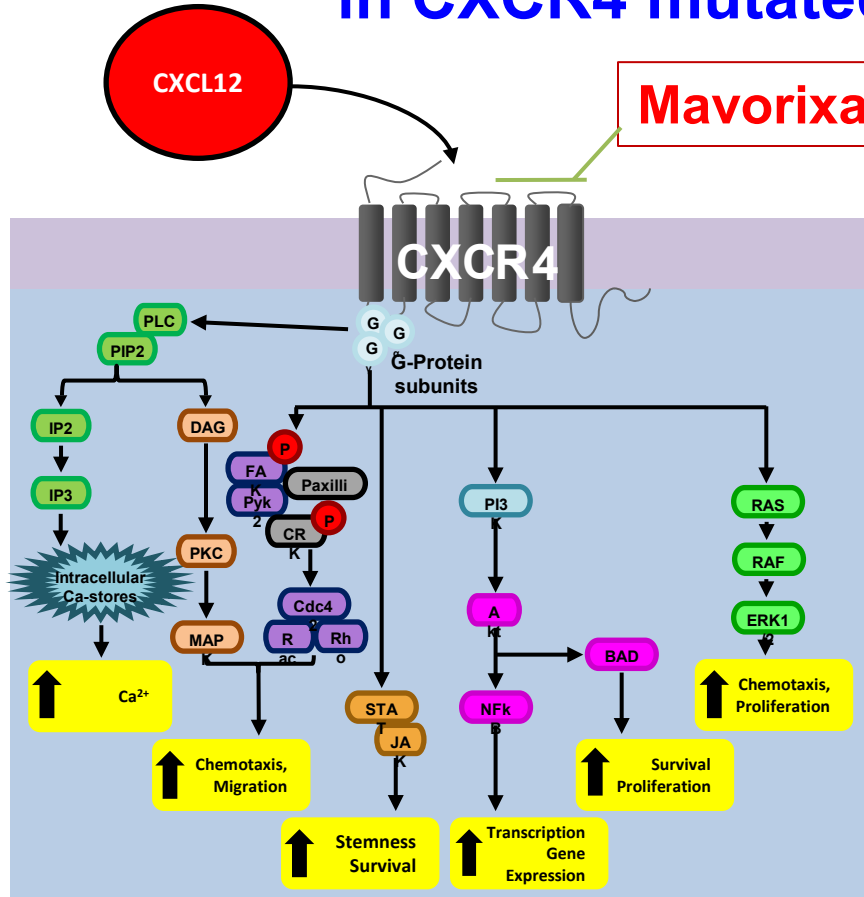 in CXCR4 mutated
CXCL12
Mavorixa
CXCR4
PLC
PIP2
G
G
G
γ
G-Protein
subunits
IP2
IP3
Intracellular
Ca-stores
Ca²⁺
DAG
PKC
MAP
K
P
FA
K
Pyk
2
Paxilli
P
CR
K
Cdc4
2
R
ac
Rh
o
Chemotaxis,
Migration
STA
T
JA
K
Stemness
Survival
PI3
K
A
kt
NFk
B
Transcription
Gene
Expression
BAD
Survival
Proliferation
RAS
RAF
ERK1
/2
Chemotaxis,
Proliferation